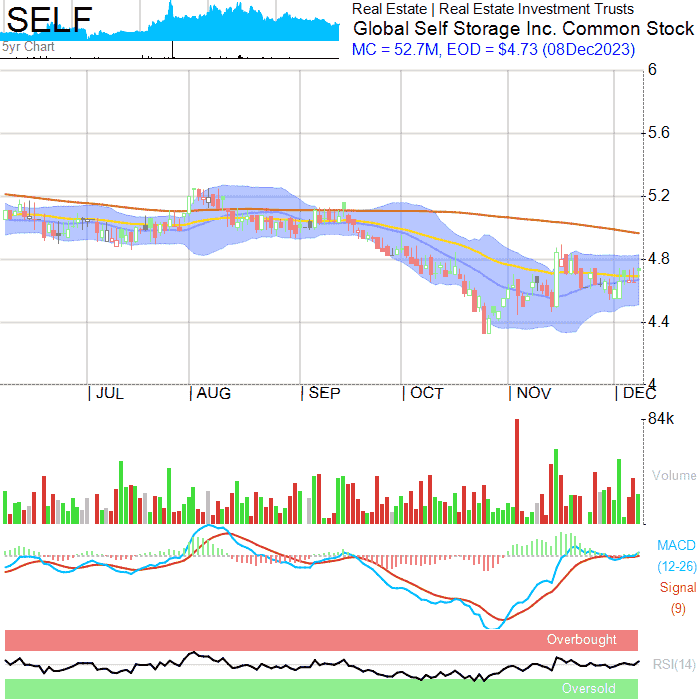 SELF
Real Estate | Real Estate Investment Trusts
Global Self Storage Inc. Common Stock
5yr Chart
MC = 52.7M, EOD = $4.73 (08Dec2023)
6
5.6
5.2
4.8
4.4
4
JUL
AUG
SEP
OCT
NOV
DEC
84k
Volume
MACD
(12-26)
Signal
(9)
Overbought
RSI(14)
Oversold